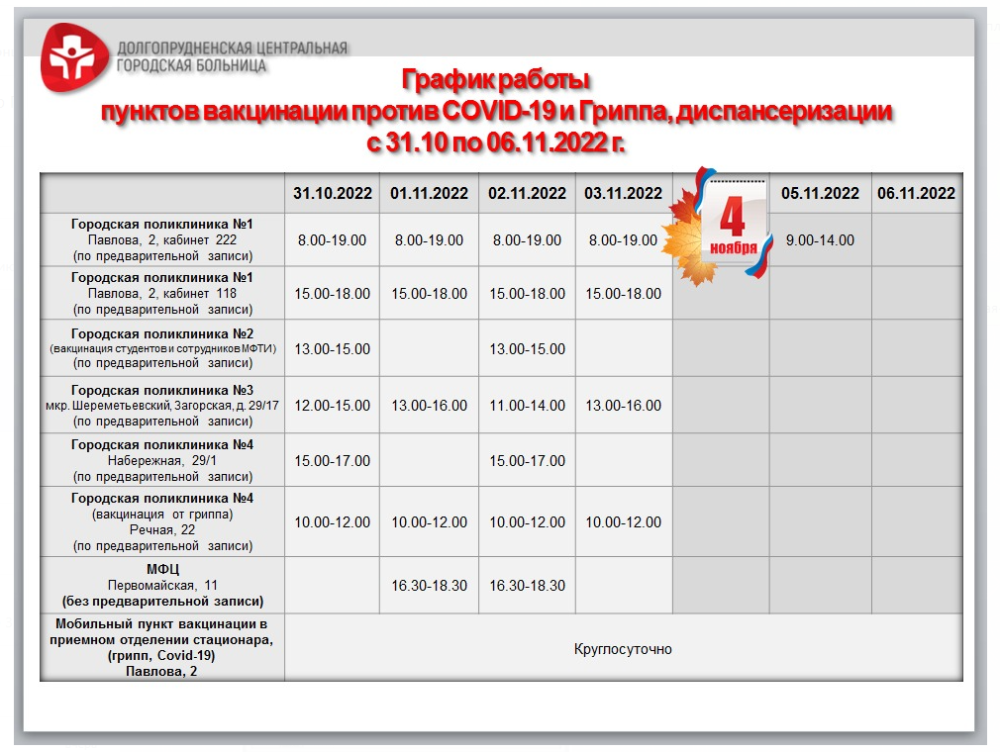 ДОЛГОПРУДНЕНСКАЯ ЦЕНТРАЛЬНАЯ
ГОРОДСКАЯ БОЛЬНИЦА
График работы
пунктов вакцинации против COVID-19 и Гриппа, диспансеризации
с 31.10 по 06.11.2022 г.
31.10.2022 01.11.2022 02.11.2022 03.11.2022 4 ноября 05.11.2022 06.11.2022
Городская поликлиника №1
Павлова, 2, кабинет 222
(по предварительной записи)
8.00-19.00 8.00-19.00 8.00-19.00 8.00-19.00 9.00-14.00
Городская поликлиника №1
Павлова, 2, кабинет 118
(по предварительной записи)
15.00-18.00 15.00-18.00 15.00-18.00 15.00-18.00
Городская поликлиника №2
(вакцинация студентов и сотрудников МФТИ)
(по предварительной записи)
13.00-15.00 13.00-15.00
Городская поликлиника №3
мкр. Шереметьевский, Загорская, д. 29/17
(по предварительной записи)
12.00-15.00 13.00-16.00 11.00-14.00 13.00-16.00
Городская поликлиника №4
Набережная, 29/1
(по предварительной записи)
15.00-17.00 15.00-17.00
Городская поликлиника №4
(вакцинация от гриппа)
Речная, 22
(по предварительной записи)
10.00-12.00 10.00-12.00 10.00-12.00 10.00-12.00
МФЦ
Первомайская, 11
(без предварительной записи)
16.30-18.30 16.30-18.30
Мобильный пункт вакцинации в
приемном отделении стационара,
(грипп, Covid-19)
Павлова, 2
Круглосуточно